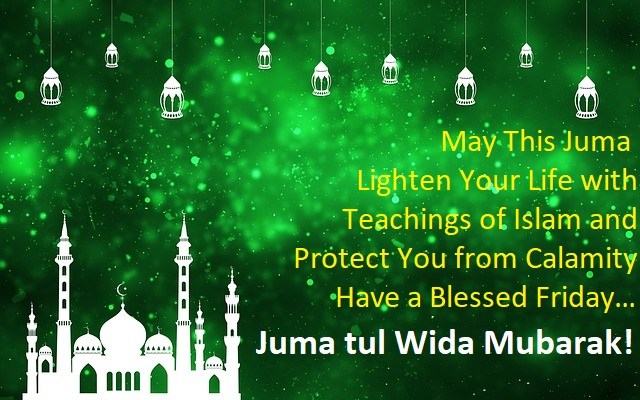 May This Juma
Lighten Your Life with
Teachings of Islam and
Protect You from Calamity
Have a Blessed Friday...
Juma tul Wida Mubarak!